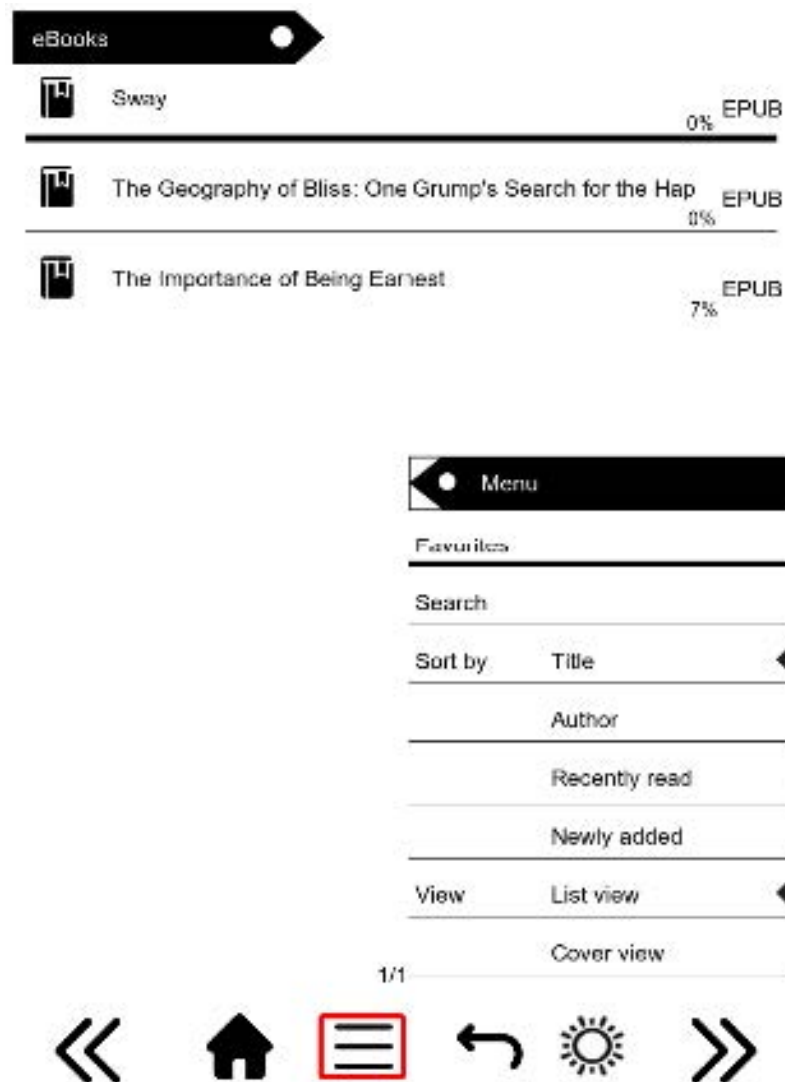 eBooks
Sway
0% EPUB
The Geography of Bliss: One Grump's Search for the Hap
0% EPUB
The Importance of Being Earnest
7% EPUB
Menu
Favorites
Search
Sort by Title
Author
Recently read
Newly added
View List view
Cover view
1/1